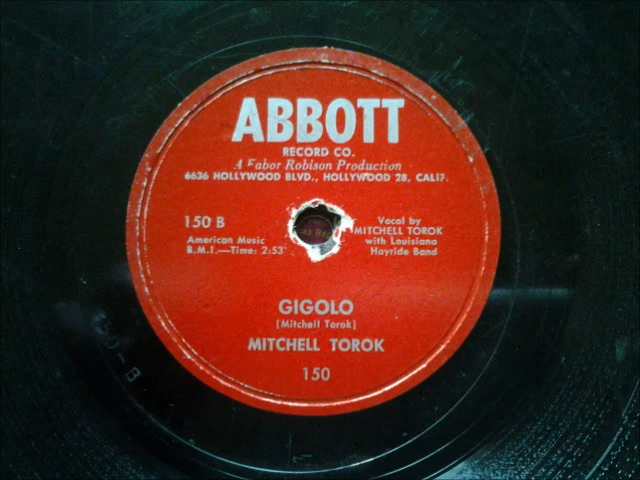 ABBOTT
RECORD CO.
A Fabor Robison Production
6636 HOLLYWOOD BLVD., HOLLYWOOD 28, CALIF.
150 B
American Music
B.M.I.—Time: 2:53
Vocal by
MITCHELL TOROK
with Louisiana
Hayride Band
GIGOLO
(Mitchell Torok)
MITCHELL TOROK
150